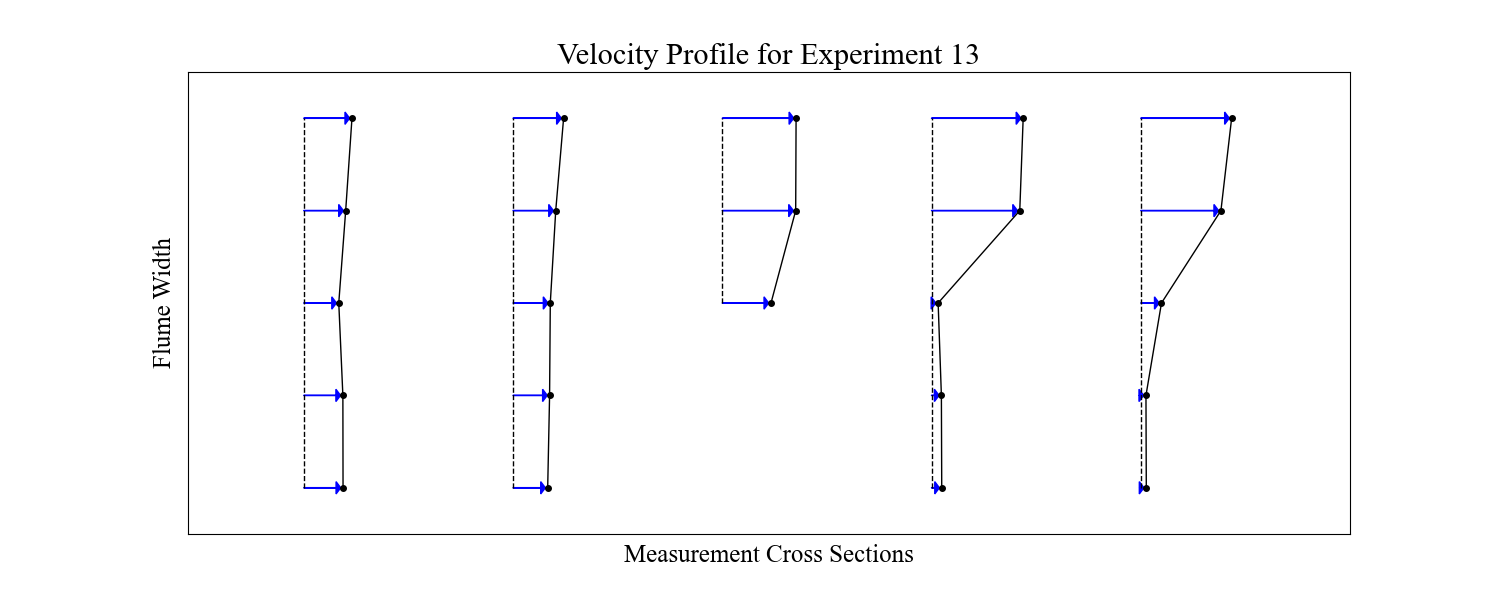 Velocity Profile for Experiment 13
Flume Width
Measurement Cross Sections